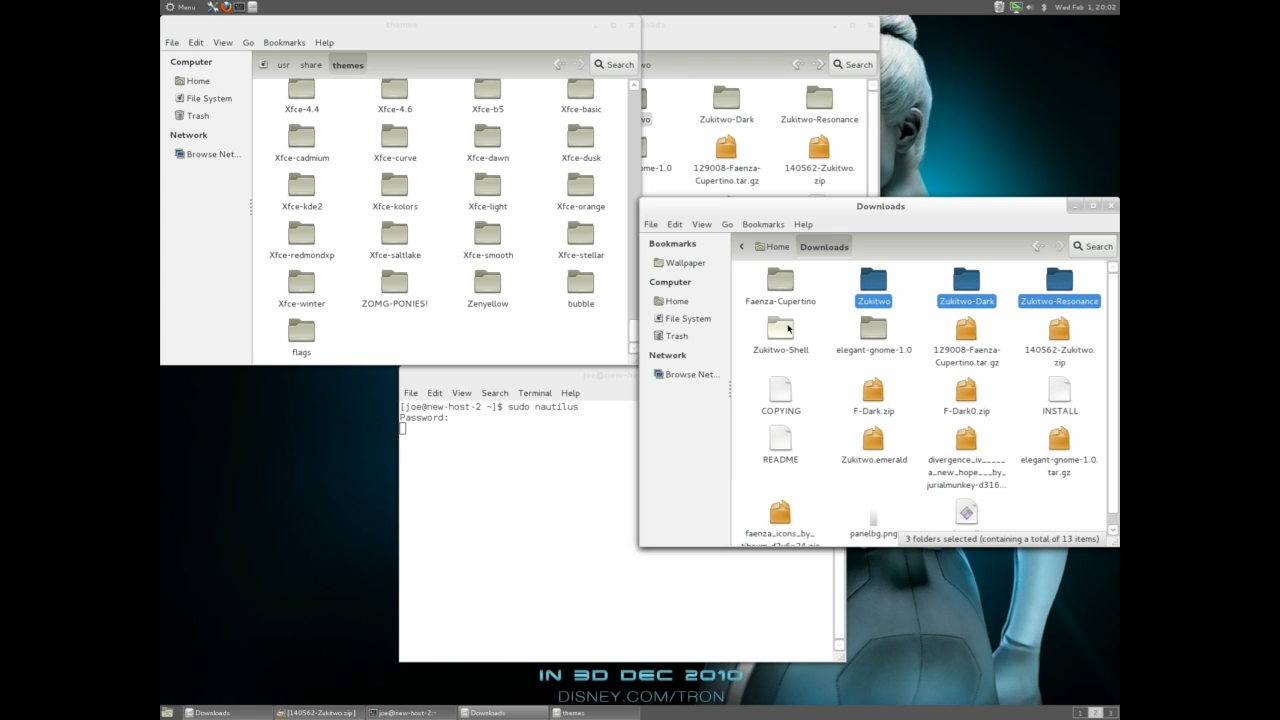 Menu
Wed Feb 1, 20:02
themes
File Edit View Go Bookmarks Help
Computer
Home
File System
Trash
Network
Browse Net...
usr share themes
Search
Xfce-4.4 Xfce-4.6 Xfce-b5 Xfce-basic
Xfce-cadmium Xfce-curve Xfce-dawn Xfce-dusk
Xfce-kde2 Xfce-kolors Xfce-light Xfce-orange
Xfce-redmondxp Xfce-saltlake Xfce-smooth Xfce-stellar
Xfce-winter ZOMG-PONIES! Zenyellow bubble
flags
Downloads
wo
Search
wo Zukitwo-Dark Zukitwo-Resonance
ome-1.0 129008-Faenza-Cupertino.tar.gz 140562-Zukitwo.zip
Downloads
File Edit View Go Bookmarks Help
Bookmarks
Wallpaper
Computer
Home
File System
Trash
Network
Browse Net...
Home Downloads
Search
Faenza-Cupertino Zukitwo Zukitwo-Dark Zukitwo-Resonance
Zukitwo-Shell elegant-gnome-1.0 129008-Faenza-Cupertino.tar.gz 140562-Zukitwo.zip
COPYING F-Dark.zip F-Dark0.zip INSTALL
README Zukitwo.emerald divergence_iv_____a_new_hope___by_jurialmunkey-d316... elegant-gnome-1.0.tar.gz
faenza_icons_by_ panelbg.png
3 folders selected (containing a total of 13 items)
File Edit View Search Terminal Help
[joe@new-host-2 ~]$ sudo nautilus
Password:
IN 3D DEC 2010
DISNEY.COM/TRON
Downloads [140562-Zukitwo.zip] joe@new-host-2:~ Downloads themes
1 2 3